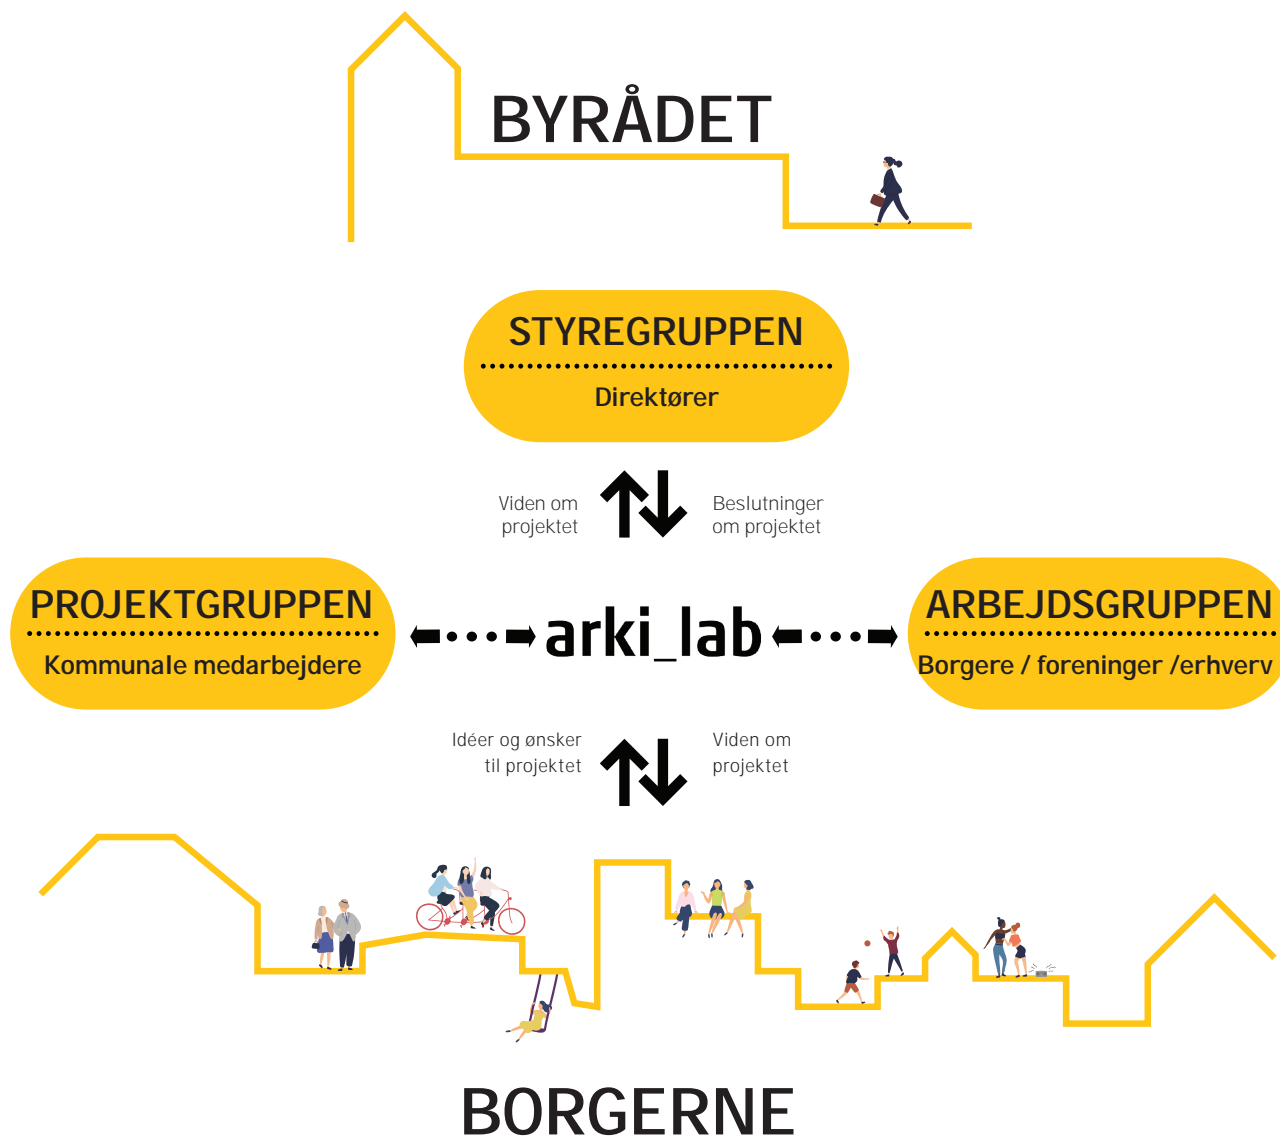 BYRÅDET
STYREGRUPPEN
Direktører
Viden om
projektet
Beslutninger
om projektet
PROJEKTGRUPPEN
Kommunale medarbejdere
arki_lab
ARBEJDSGRUPPEN
Borgere / foreninger /erhverv
Idéer og ønsker
til projektet
Viden om
projektet
BORGERNE